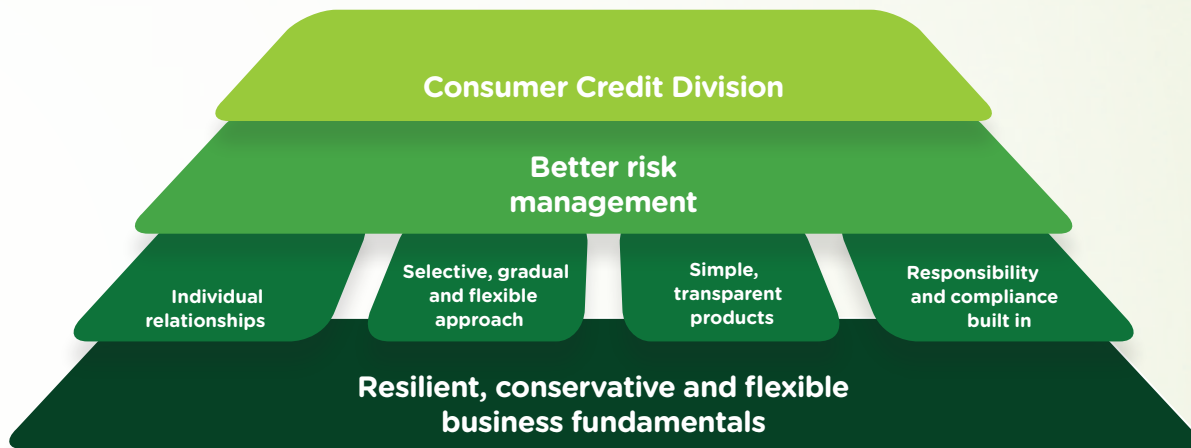 Consumer Credit Division
Better risk
management
Individual
relationships
Selective, gradual
and flexible
approach
Simple,
transparent
products
Responsibility
and compliance
built in
Resilient, conservative and flexible
business fundamentals